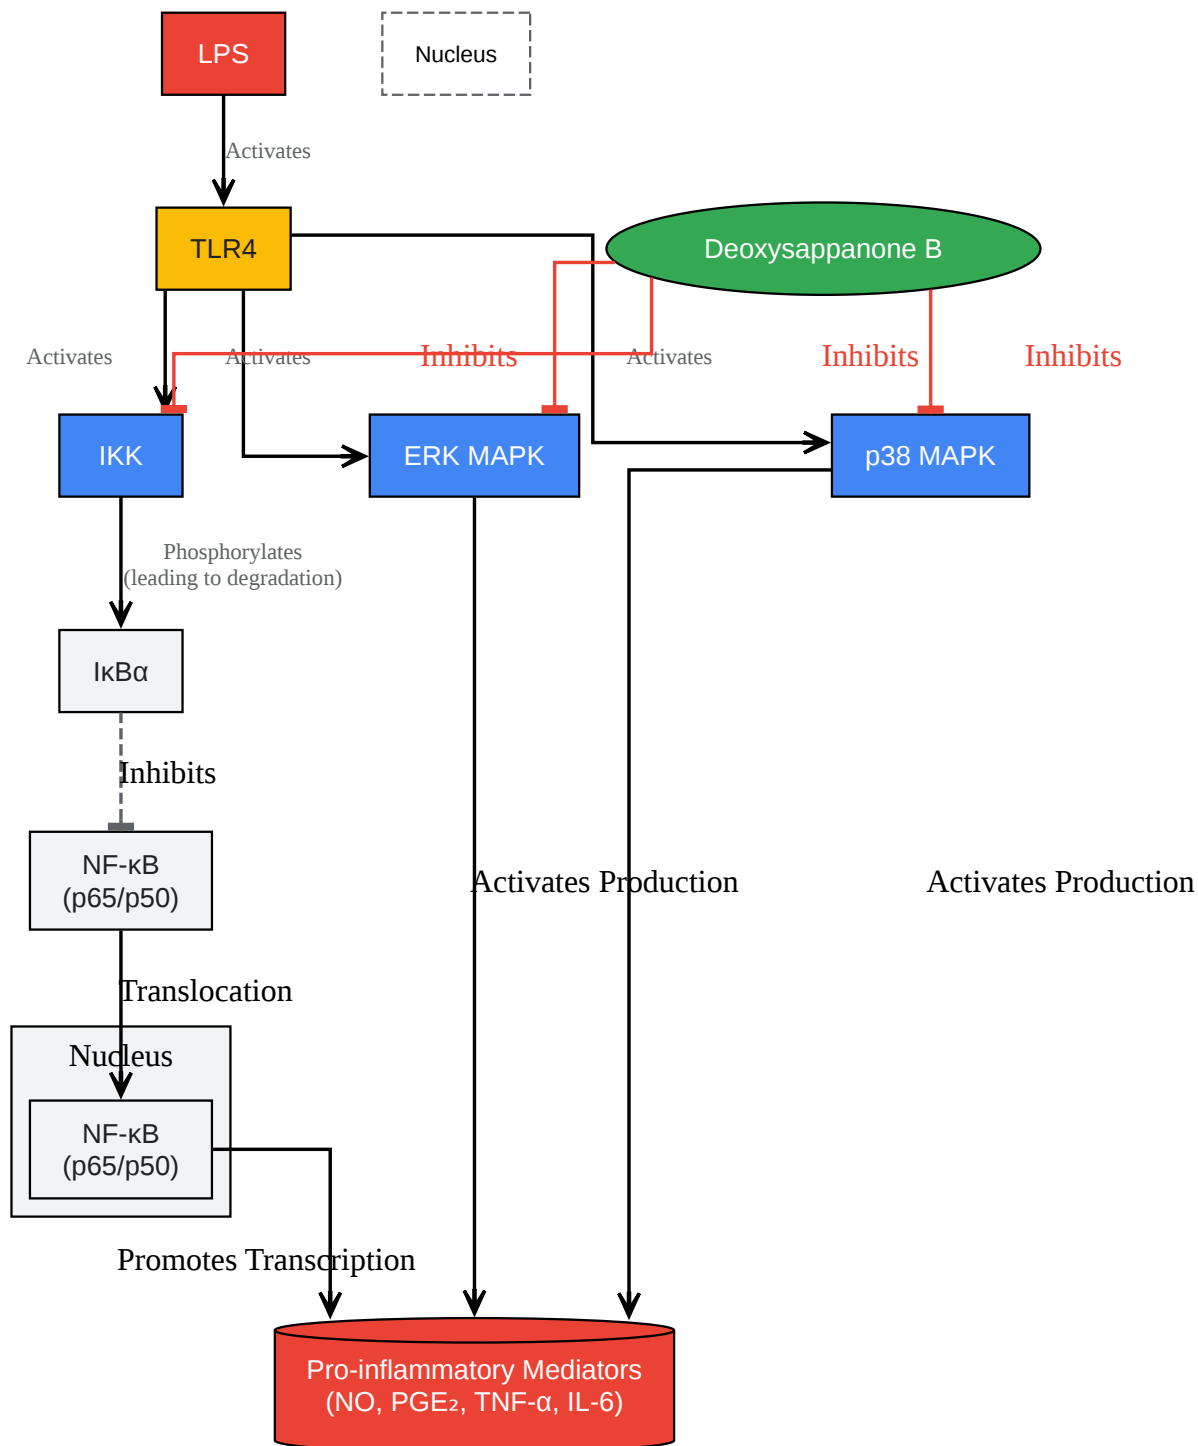 LPS
Nucleus
Activates
TLR4
Deoxysappanone B
Activates
Activates
Inhibits
Activates
Inhibits
Inhibits
IKK
ERK MAPK
p38 MAPK
Phosphorylates
(leading to degradation)
IκBα
Inhibits
NF-κB
(p65/p50)
Activates Production
Activates Production
Translocation
Nucleus
NF-κB
(p65/p50)
Promotes Transcription
Pro-inflammatory Mediators
(NO, PGE₂, TNF-α, IL-6)